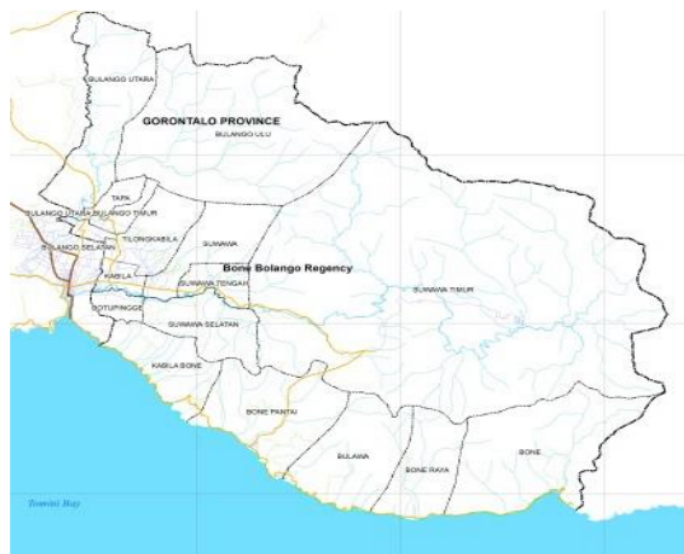 BULANGO UTARA
GORONTALO PROVINCE
BULANGO ULU
TAPA
BULANGO UTARA BULANGO TIMUR
TILONGKABILA
BULANGO SELATAN
SUWAWA
Bone Bolango Regency
KABILA
SUWAWA TENGAH
SUWAWA TIMUR
BOTUPINGGE
SUWAWA SELATAN
KABILA BONE
BONE PANTAI
BULAWA
BONE RAYA
BONE
Tomini Bay